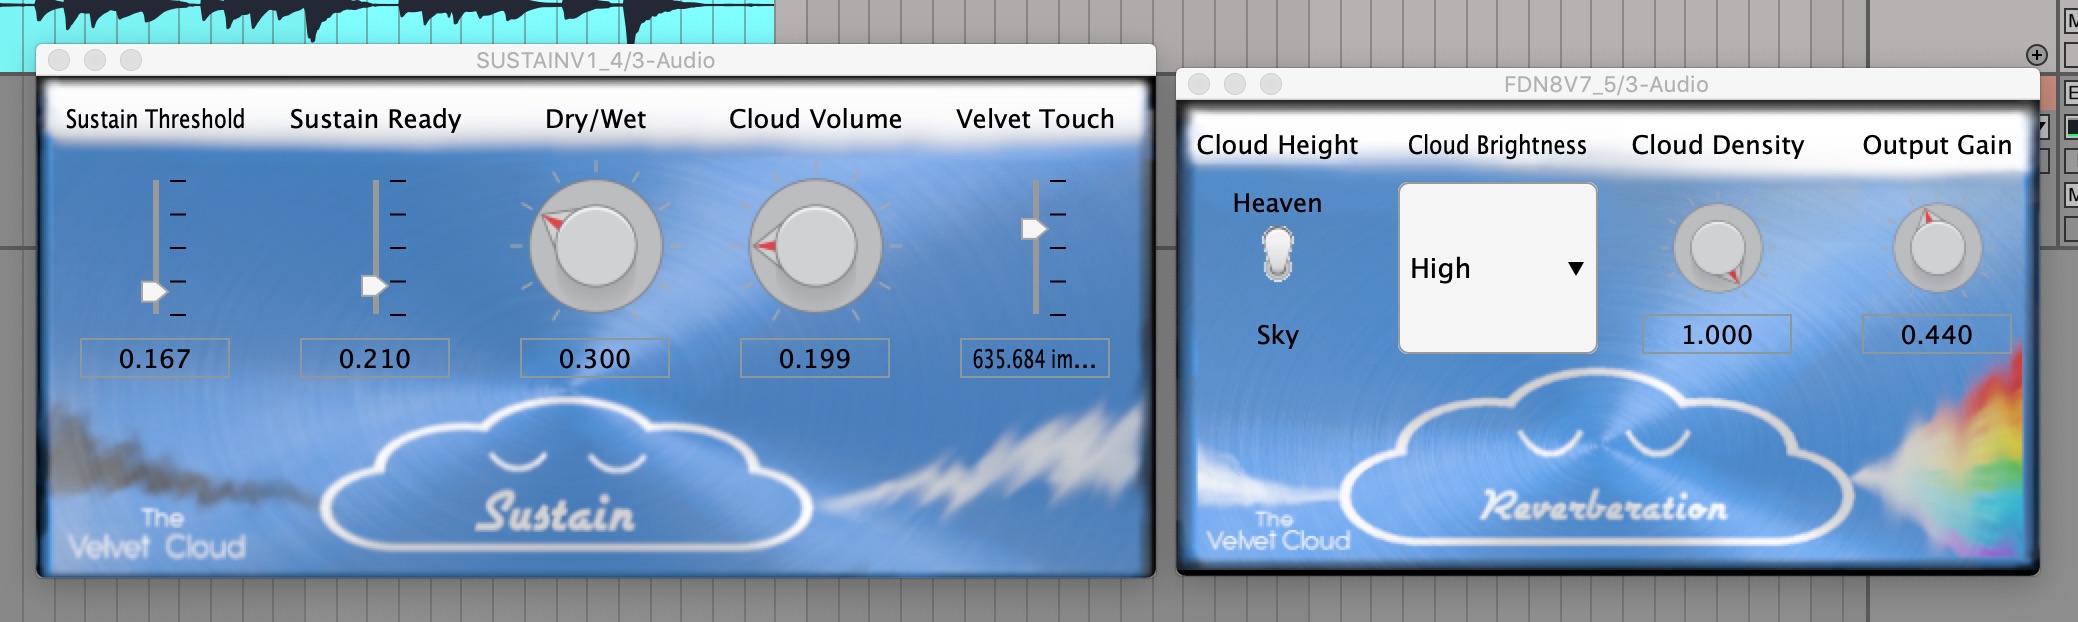 SUSTAINV1_4/3-Audio
Sustain Threshold
Sustain Ready
Dry/Wet
Cloud Volume
Velvet Touch
0.167
0.210
0.300
0.199
635.684 im...
Sustain
The
Velvet Cloud
FDN8V7_5/3-Audio
Cloud Height
Cloud Brightness
Cloud Density
Output Gain
Heaven
High
Sky
1.000
0.440
Reverberation
The
Velvet Cloud